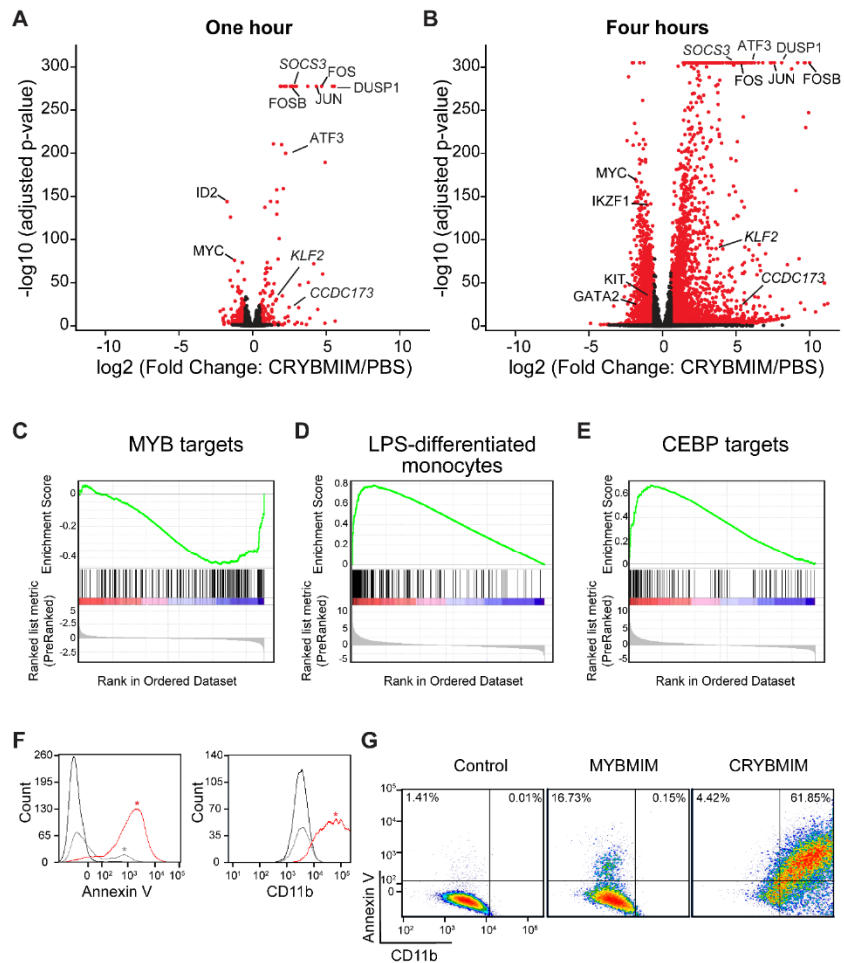 A
One hour
300
250
200
150
100
50
0
-log10 (adjusted p-value)
SOCS3
FOS
DUSP1
FOSB
JUN
ATF3
ID2
MYC
KLF2
CCDC173
-10
-5
0
5
10
log2 (Fold Change: CRYBMIM/PBS)
B
Four hours
300
250
200
150
100
50
0
-log10 (adjusted p-value)
SOCS3
ATF3
DUSP1
FOS
JUN
FOSB
MYC
IKZF1
KLF2
KIT
GATA2
CCDC173
-10
-5
0
5
10
log2 (Fold Change: CRYBMIM/PBS)
C
MYB targets
Enrichment Score
0
-0.2
-0.4
Ranked list metric
(PreRanked)
5
2.5
0
-2.5
Rank in Ordered Dataset
D
LPS-differentiated
monocytes
Enrichment Score
0.8
0.6
0.4
0.2
0
Ranked list metric
(PreRanked)
10
5
0
-5
Rank in Ordered Dataset
E
CEBP targets
Enrichment Score
0.6
0.4
0.2
0
Ranked list metric
(PreRanked)
10
5
0
-5
Rank in Ordered Dataset
F
Count
260
195
130
65
0
*
*
0
10³
10⁴
10⁵
Annexin V
Count
140
105
70
35
0
*
10¹
10³
10⁴
10⁵
CD11b
G
Control
MYBMIM
CRYBMIM
1.41%
0.01%
16.73%
0.15%
4.42%
61.85%
10⁵
10⁴
10³
10²
0
Annexin V
10²
10³
10⁴
10⁵
CD11b